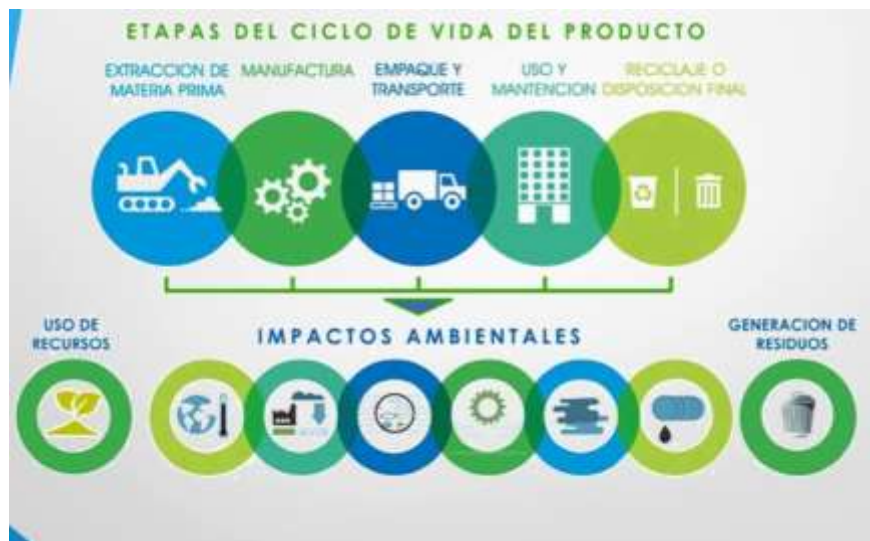 ETAPAS DEL CICLO DE VIDA DEL PRODUCTO
EXTRACCION DE
MATERIA PRIMA
MANUFACTURA
EMPAQUE Y
TRANSPORTE
USO Y
MANTENCION
RECICLAJE O
DISPOSICION FINAL
USO DE
RECURSOS
IMPACTOS AMBIENTALES
GENERACION DE
RESIDUOS